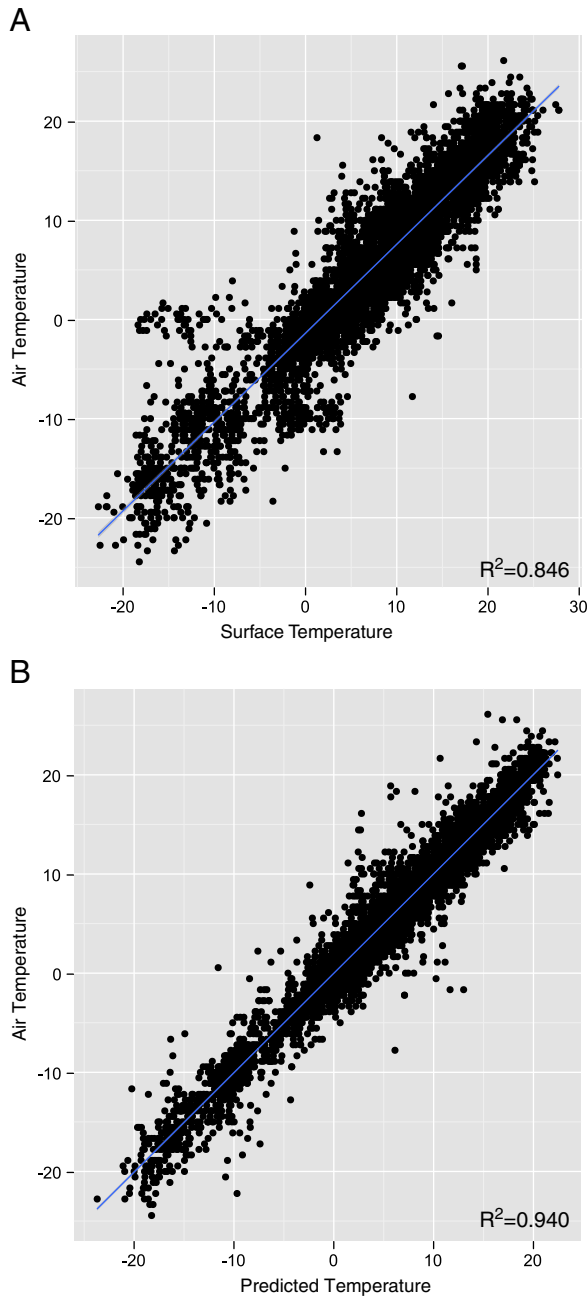 A
20
10
0
-10
-20
Air Temperature
R²=0.846
-20 -10 0 10 20 30
Surface Temperature
B
20
10
0
-10
-20
Air Temperature
R²=0.940
-20 -10 0 10 20
Predicted Temperature